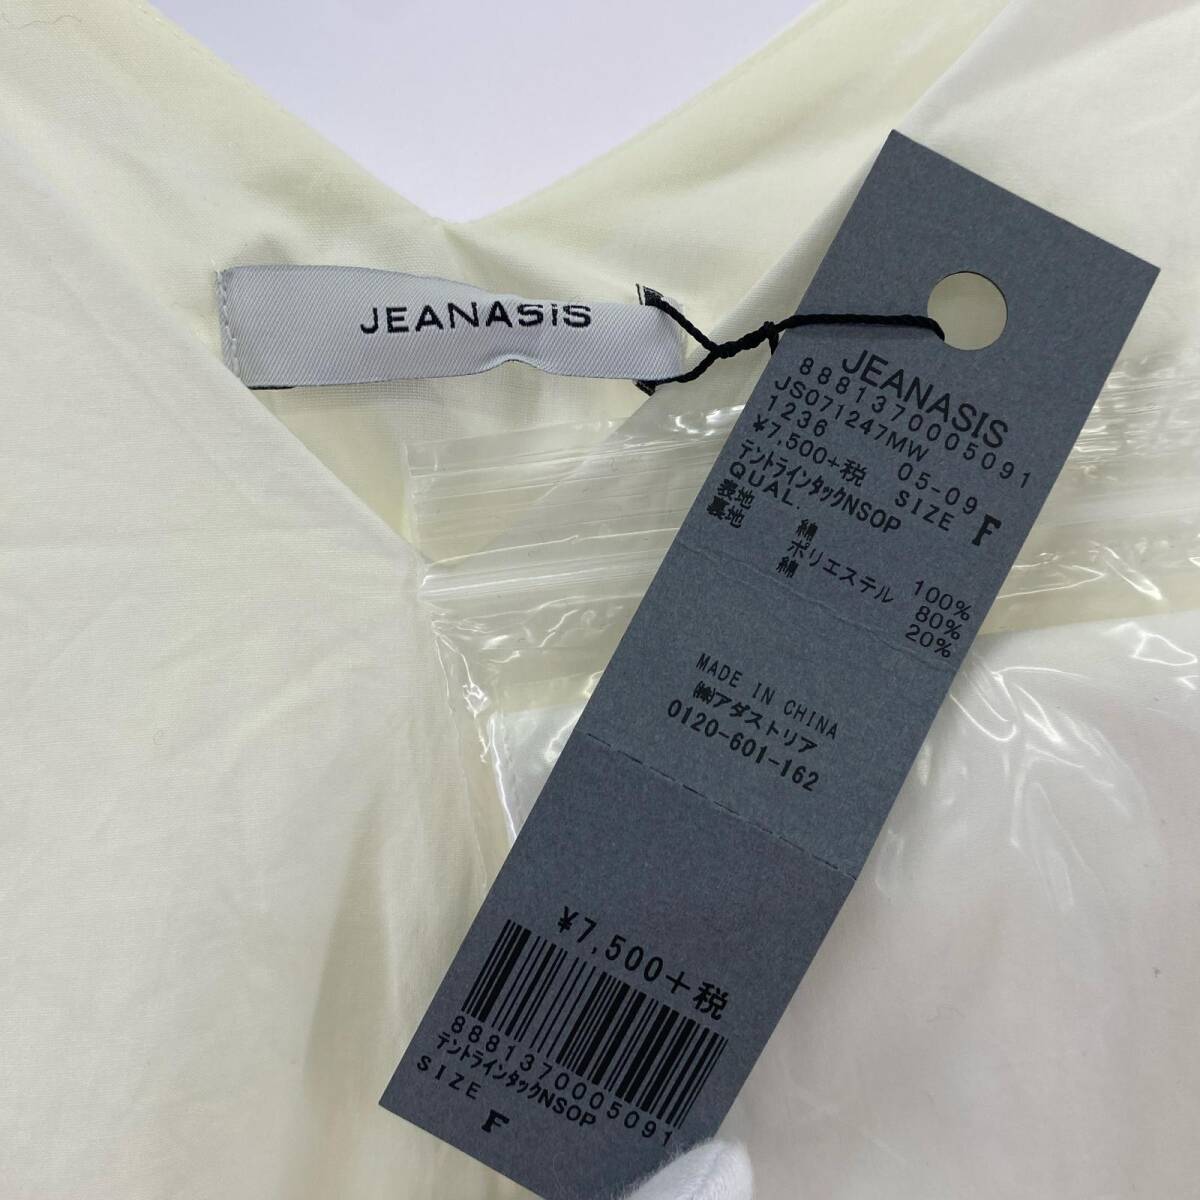 JEANASIS
JEANASIS
8881370005091
JS071247MW 05-09
1236 SIZE F
¥7,500+税
テントラインタックNSOP
QUAL.
表地 綿 100%
裏地 ポリエステル 80%
綿 20%
MADE IN CHINA
㈱アダストリア
0120-601-162
¥7,500+税
8881370005091
テントラインタックNSOP
SIZE F